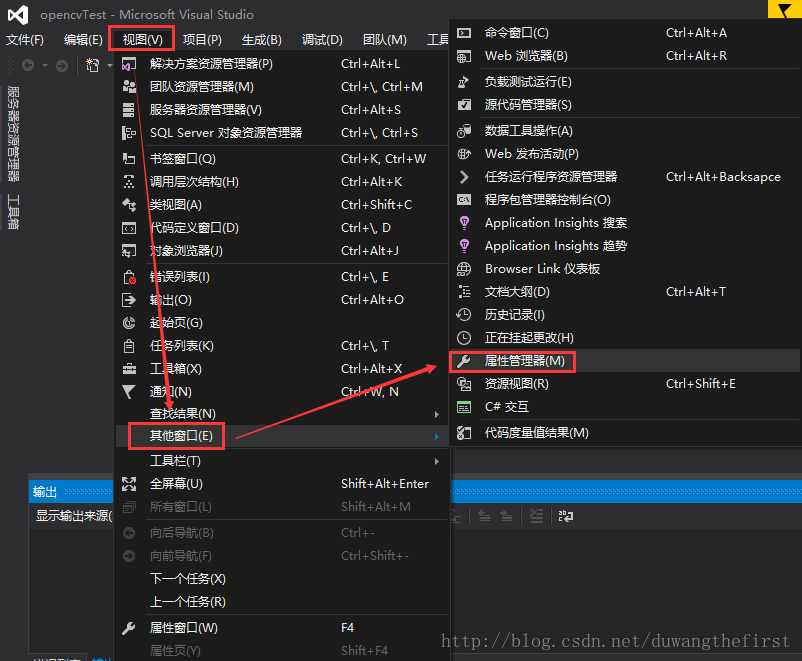 opencvTest - Microsoft Visual Studio
文件(F) 编辑(E) 视图(V) 项目(P) 生成(B) 调试(D) 团队(M) 工具
服务器资源管理器
工具箱
解决方案资源管理器(P) Ctrl+Alt+L
团队资源管理器(M) Ctrl+\, Ctrl+M
服务器资源管理器(V) Ctrl+Alt+S
SQL Server 对象资源管理器 Ctrl+\, Ctrl+S
书签窗口(Q) Ctrl+K, Ctrl+W
调用层次结构(H) Ctrl+Alt+K
类视图(A) Ctrl+Shift+C
代码定义窗口(D) Ctrl+\, D
对象浏览器(J) Ctrl+Alt+J
错误列表(I) Ctrl+\, E
输出(O) Ctrl+Alt+O
起始页(G)
任务列表(K) Ctrl+\, T
工具箱(X) Ctrl+Alt+X
通知(N) Ctrl+W, N
查找结果(N)
其他窗口(E)
工具栏(T)
全屏幕(U) Shift+Alt+Enter
所有窗口(L) Shift+Alt+M
向后导航(B) Ctrl+-
向前导航(F) Ctrl+Shift+-
下一个任务(X)
上一个任务(R)
属性窗口(W) F4
属性页(Y) Shift+F4
命令窗口(C) Ctrl+Alt+A
Web 浏览器(B) Ctrl+Alt+R
负载测试运行(E)
源代码管理器(S)
数据工具操作(A)
Web 发布活动(P)
任务运行程序资源管理器 Ctrl+Alt+Backsapce
程序包管理器控制台(O)
Application Insights 搜索
Application Insights 趋势
Browser Link 仪表板
文档大纲(D) Ctrl+Alt+T
历史记录(I)
正在挂起更改(H)
属性管理器(M)
资源视图(R) Ctrl+Shift+E
C# 交互
代码度量值结果(M)
输出
显示输出来源(
http://blog.csdn.net/duwangthefirst